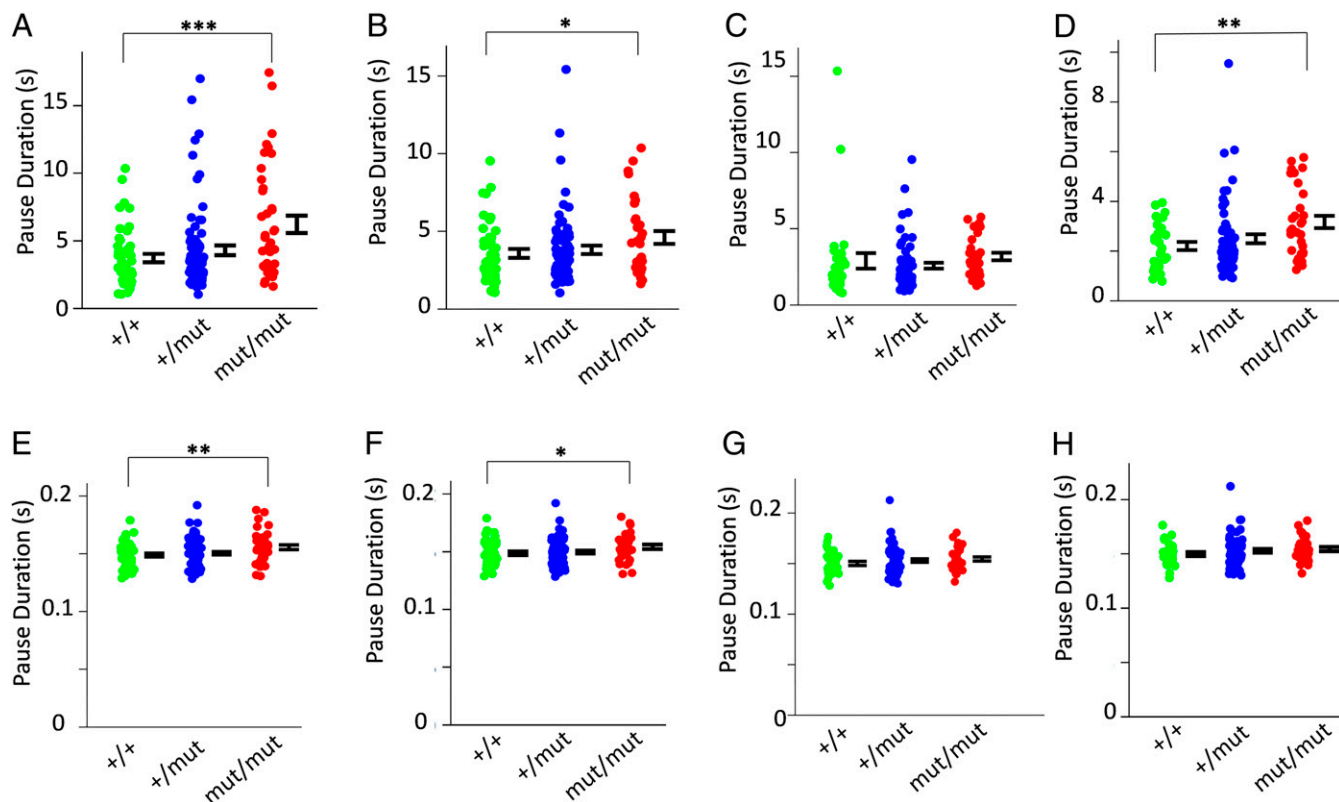 A
***
Pause Duration (s)
15
10
5
0
+/+
+/mut
mut/mut
B
*
Pause Duration (s)
15
10
5
0
+/+
+/mut
mut/mut
C
Pause Duration (s)
15
10
5
0
+/+
+/mut
mut/mut
D
**
Pause Duration (s)
8
4
0
+/+
+/mut
mut/mut
E
**
Pause Duration (s)
0.2
0.1
0
+/+
+/mut
mut/mut
F
*
Pause Duration (s)
0.2
0.1
0
+/+
+/mut
mut/mut
G
Pause Duration (s)
0.2
0.1
0
+/+
+/mut
mut/mut
H
Pause Duration (s)
0.2
0.1
0
+/+
+/mut
mut/mut